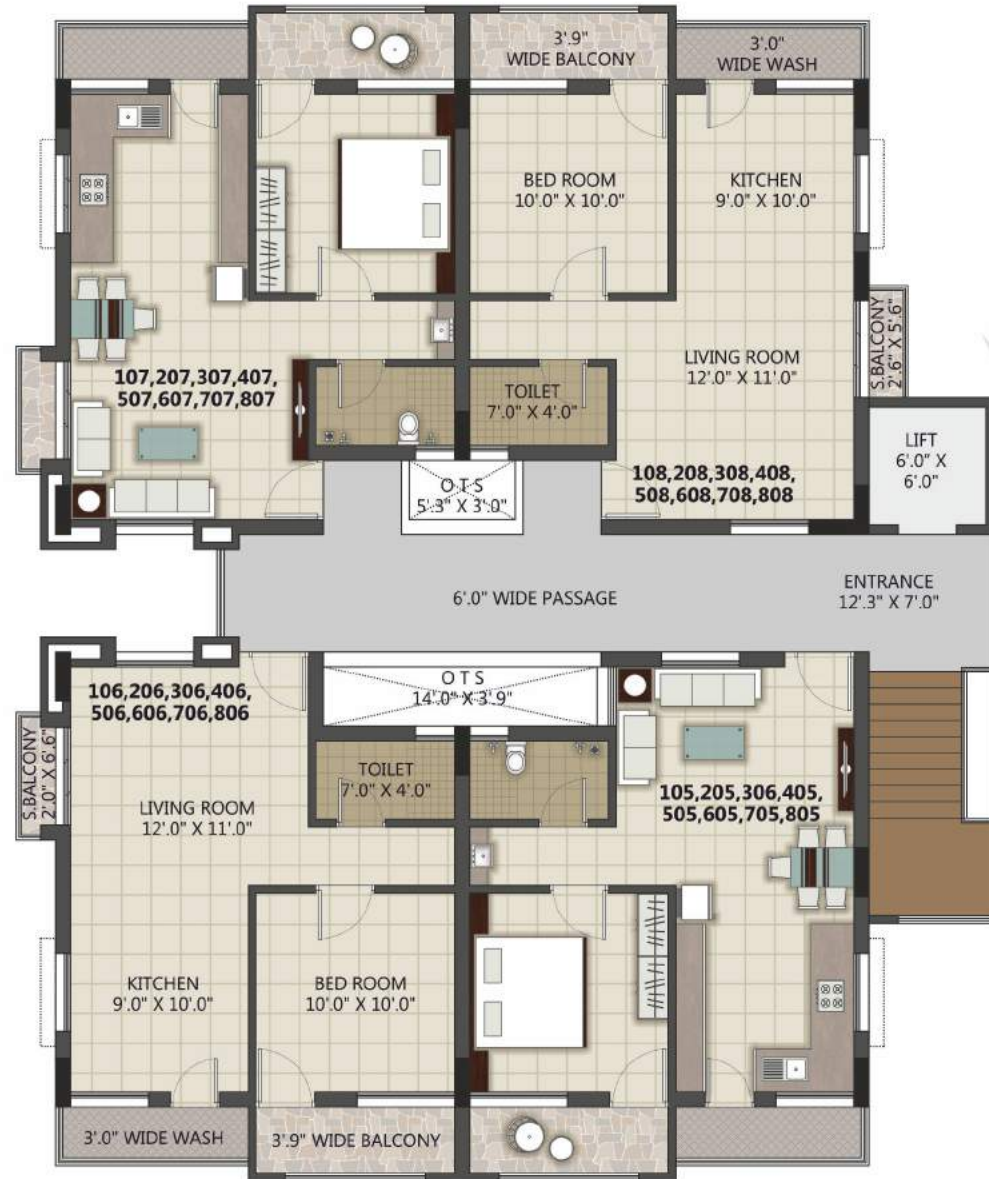 3'.9"
WIDE BALCONY
3'.0"
WIDE WASH
BED ROOM
10'.0" X 10'.0"
KITCHEN
9'.0" X 10'.0"
S.BALCONY
2'.6" X 5'.6"
LIVING ROOM
12'.0" X 11'.0"
107,207,307,407,
507,607,707,807
TOILET
7'.0" X 4'.0"
LIFT
6'.0" X
6'.0"
108,208,308,408,
508,608,708,808
O T S
5'.3" X 3'.0"
6'.0" WIDE PASSAGE
ENTRANCE
12'.3" X 7'.0"
O T S
14'.0" X 3'.9"
106,206,306,406,
506,606,706,806
S.BALCONY
2'.0" X 6'.6"
TOILET
7'.0" X 4'.0"
LIVING ROOM
12'.0" X 11'.0"
105,205,306,405,
505,605,705,805
KITCHEN
9'.0" X 10'.0"
BED ROOM
10'.0" X 10'.0"
3'.0" WIDE WASH
3'.9" WIDE BALCONY